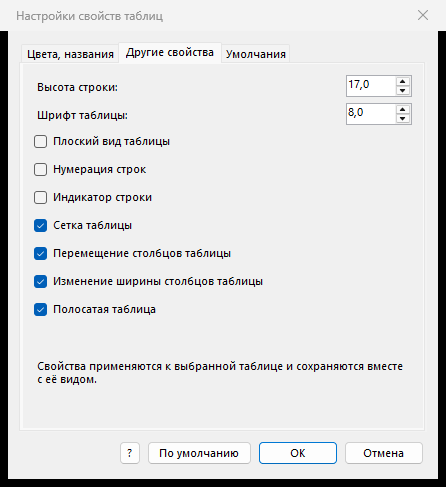 Настройки свойств таблиц
Цвета, названия
Другие свойства
Умолчания
Высота строки:
17,0
Шрифт таблицы:
8,0
Плоский вид таблицы
Нумерация строк
Индикатор строки
Сетка таблицы
Перемещение столбцов таблицы
Изменение ширины столбцов таблицы
Полосатая таблица
Свойства применяются к выбранной таблице и сохраняются вместе
с её видом.
?
По умолчанию
ОК
Отмена